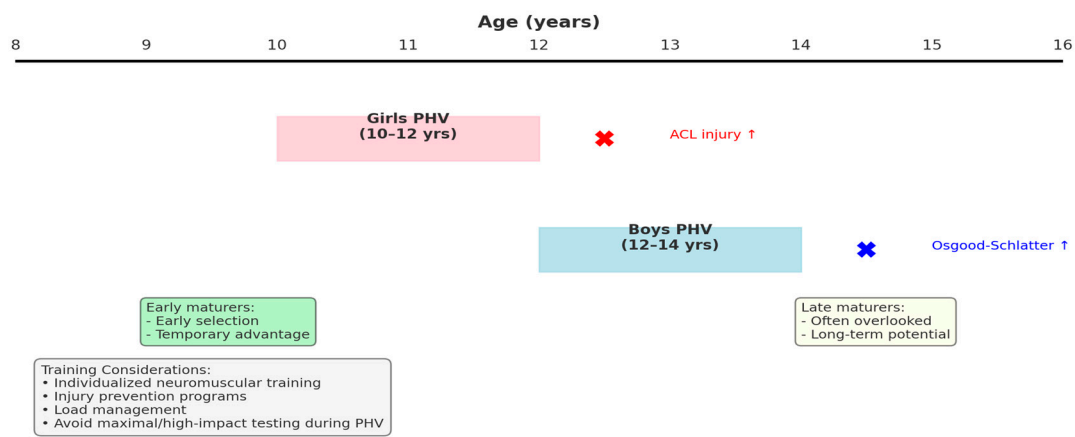 Age (years)
8 9 10 11 12 13 14 15 16
Girls PHV
(10–12 yrs)
ACL injury ↑
Boys PHV
(12–14 yrs)
Osgood-Schlatter ↑
Early maturers:
- Early selection
- Temporary advantage
Late maturers:
- Often overlooked
- Long-term potential
Training Considerations:
• Individualized neuromuscular training
• Injury prevention programs
• Load management
• Avoid maximal/high-impact testing during PHV